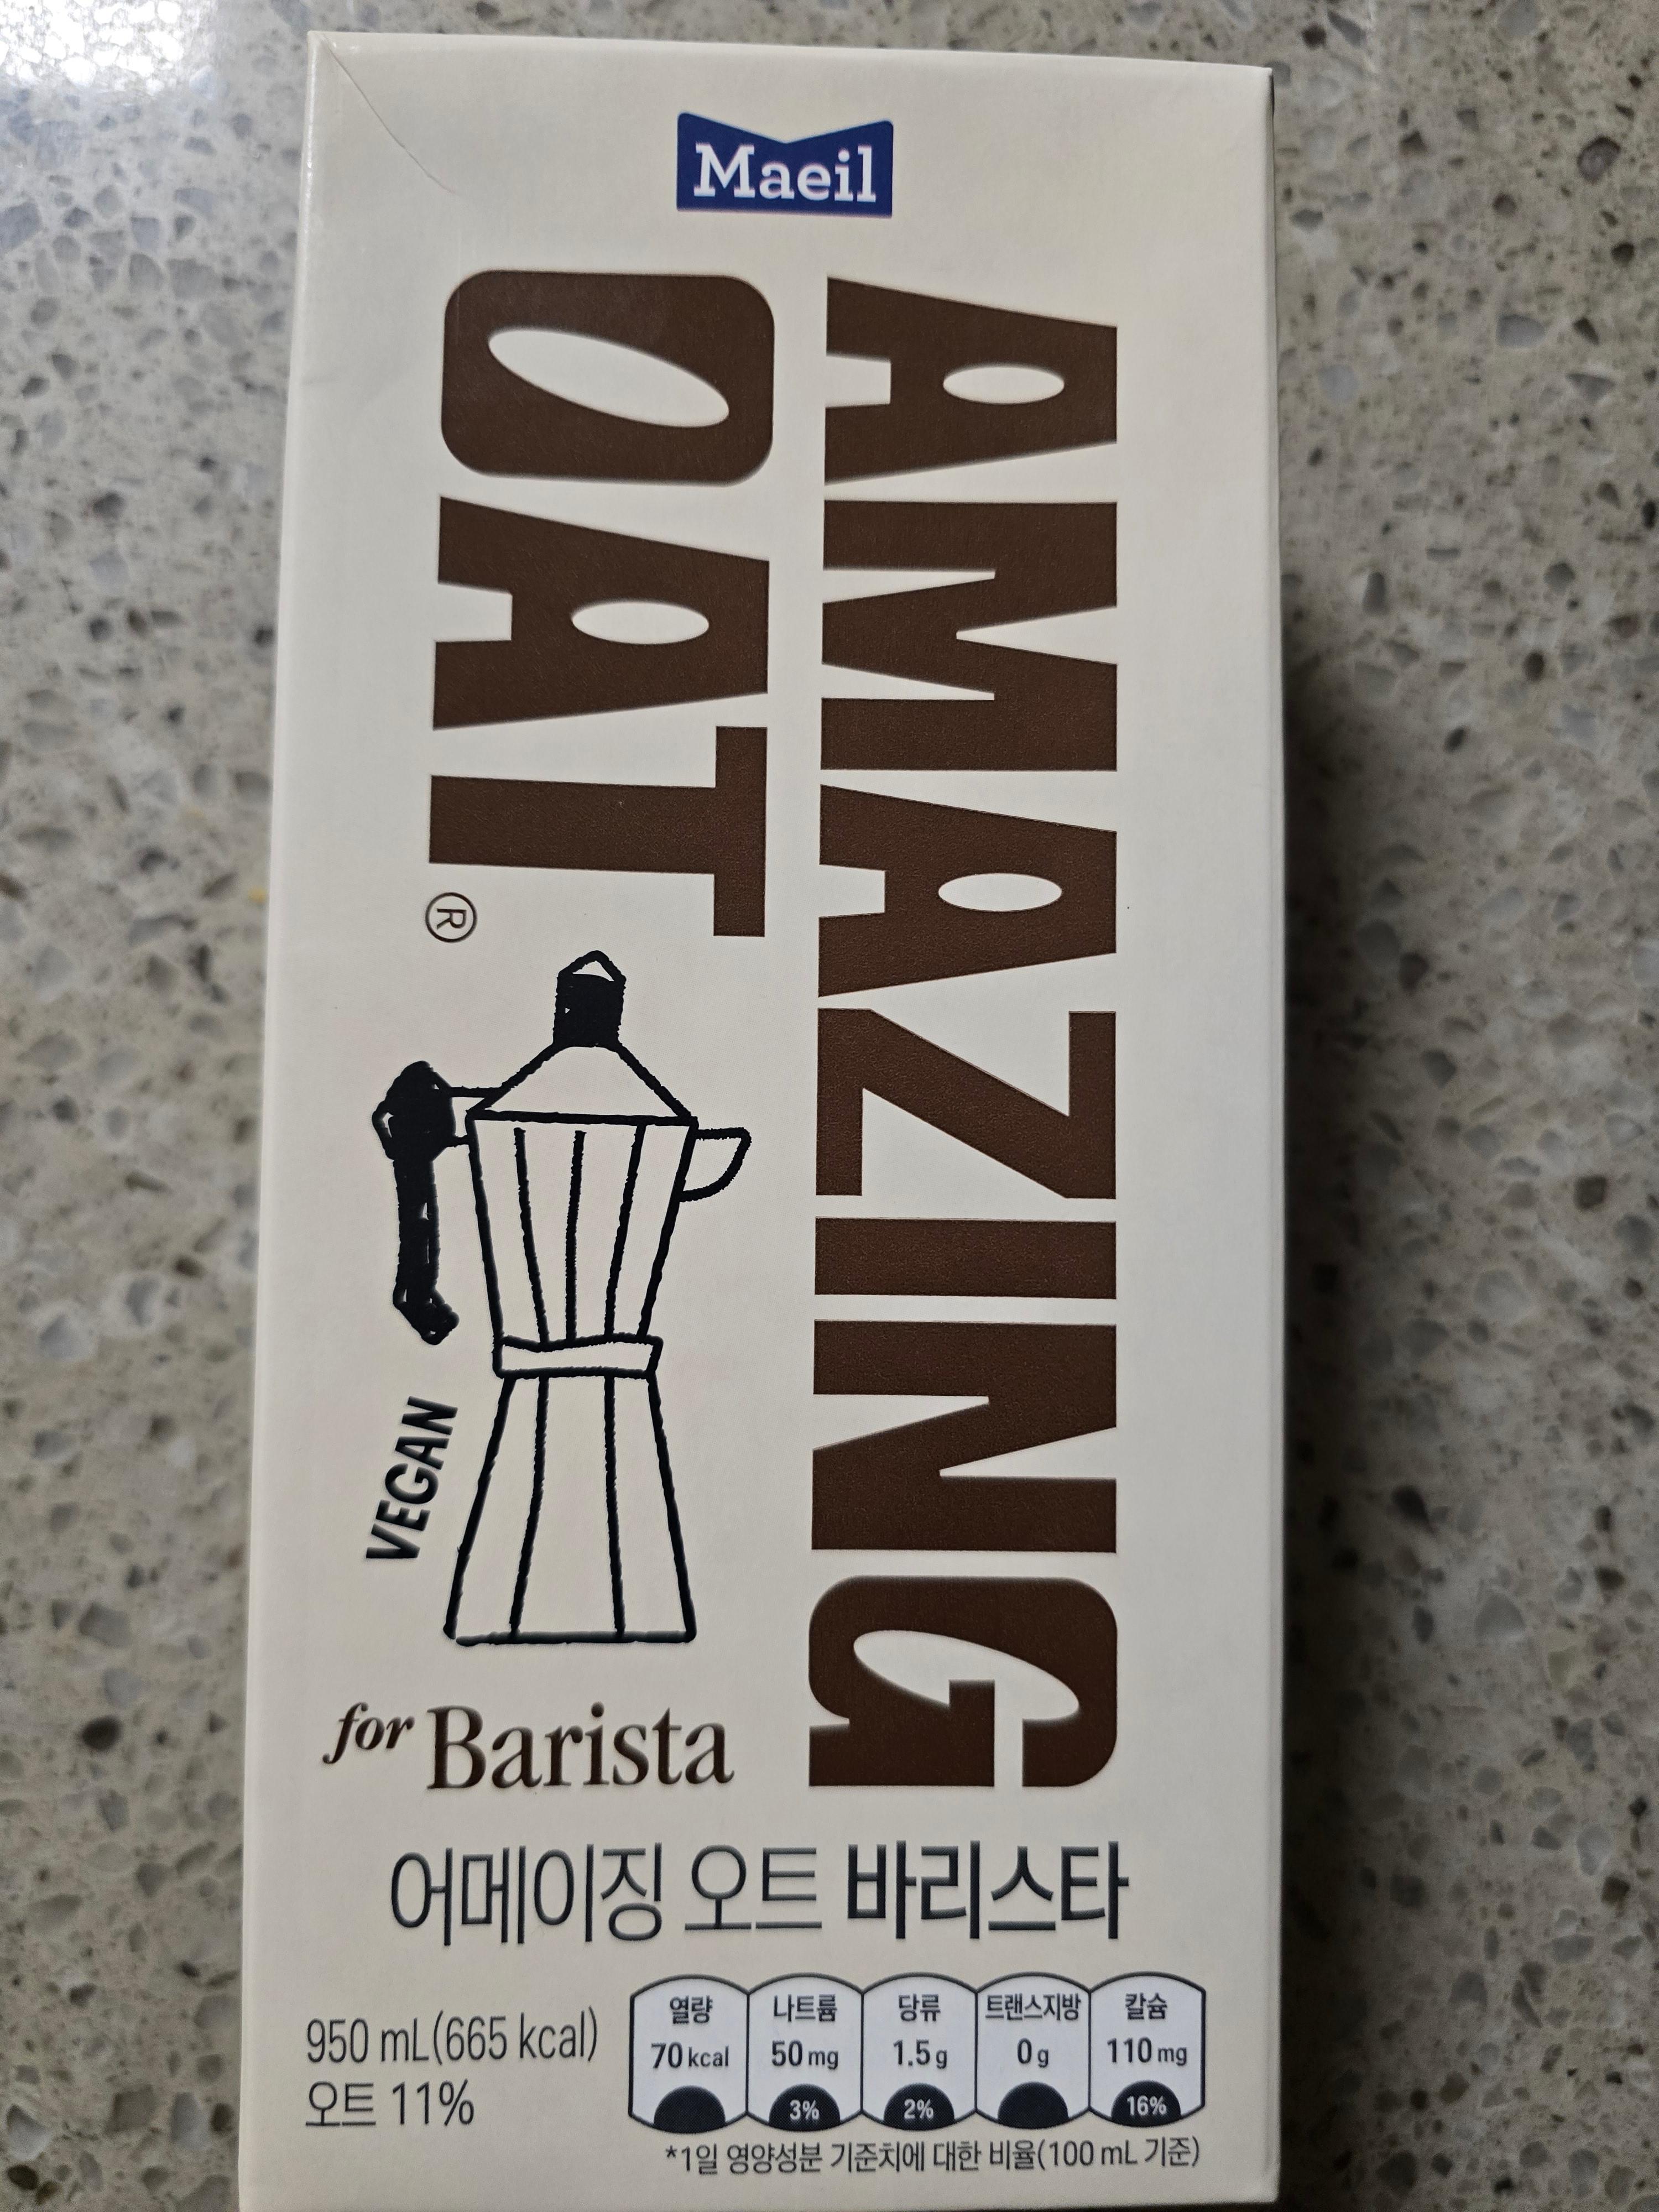 Maeil
AMAZING
OAT®
VEGAN
for Barista
어메이징 오트 바리스타
950 mL(665 kcal)
오트 11%
열량 나트륨 당류 트랜스지방 칼슘
70 kcal 50 mg 1.5 g 0 g 110 mg
3% 2% 16%
*1일 영양성분 기준치에 대한 비율(100 mL 기준)